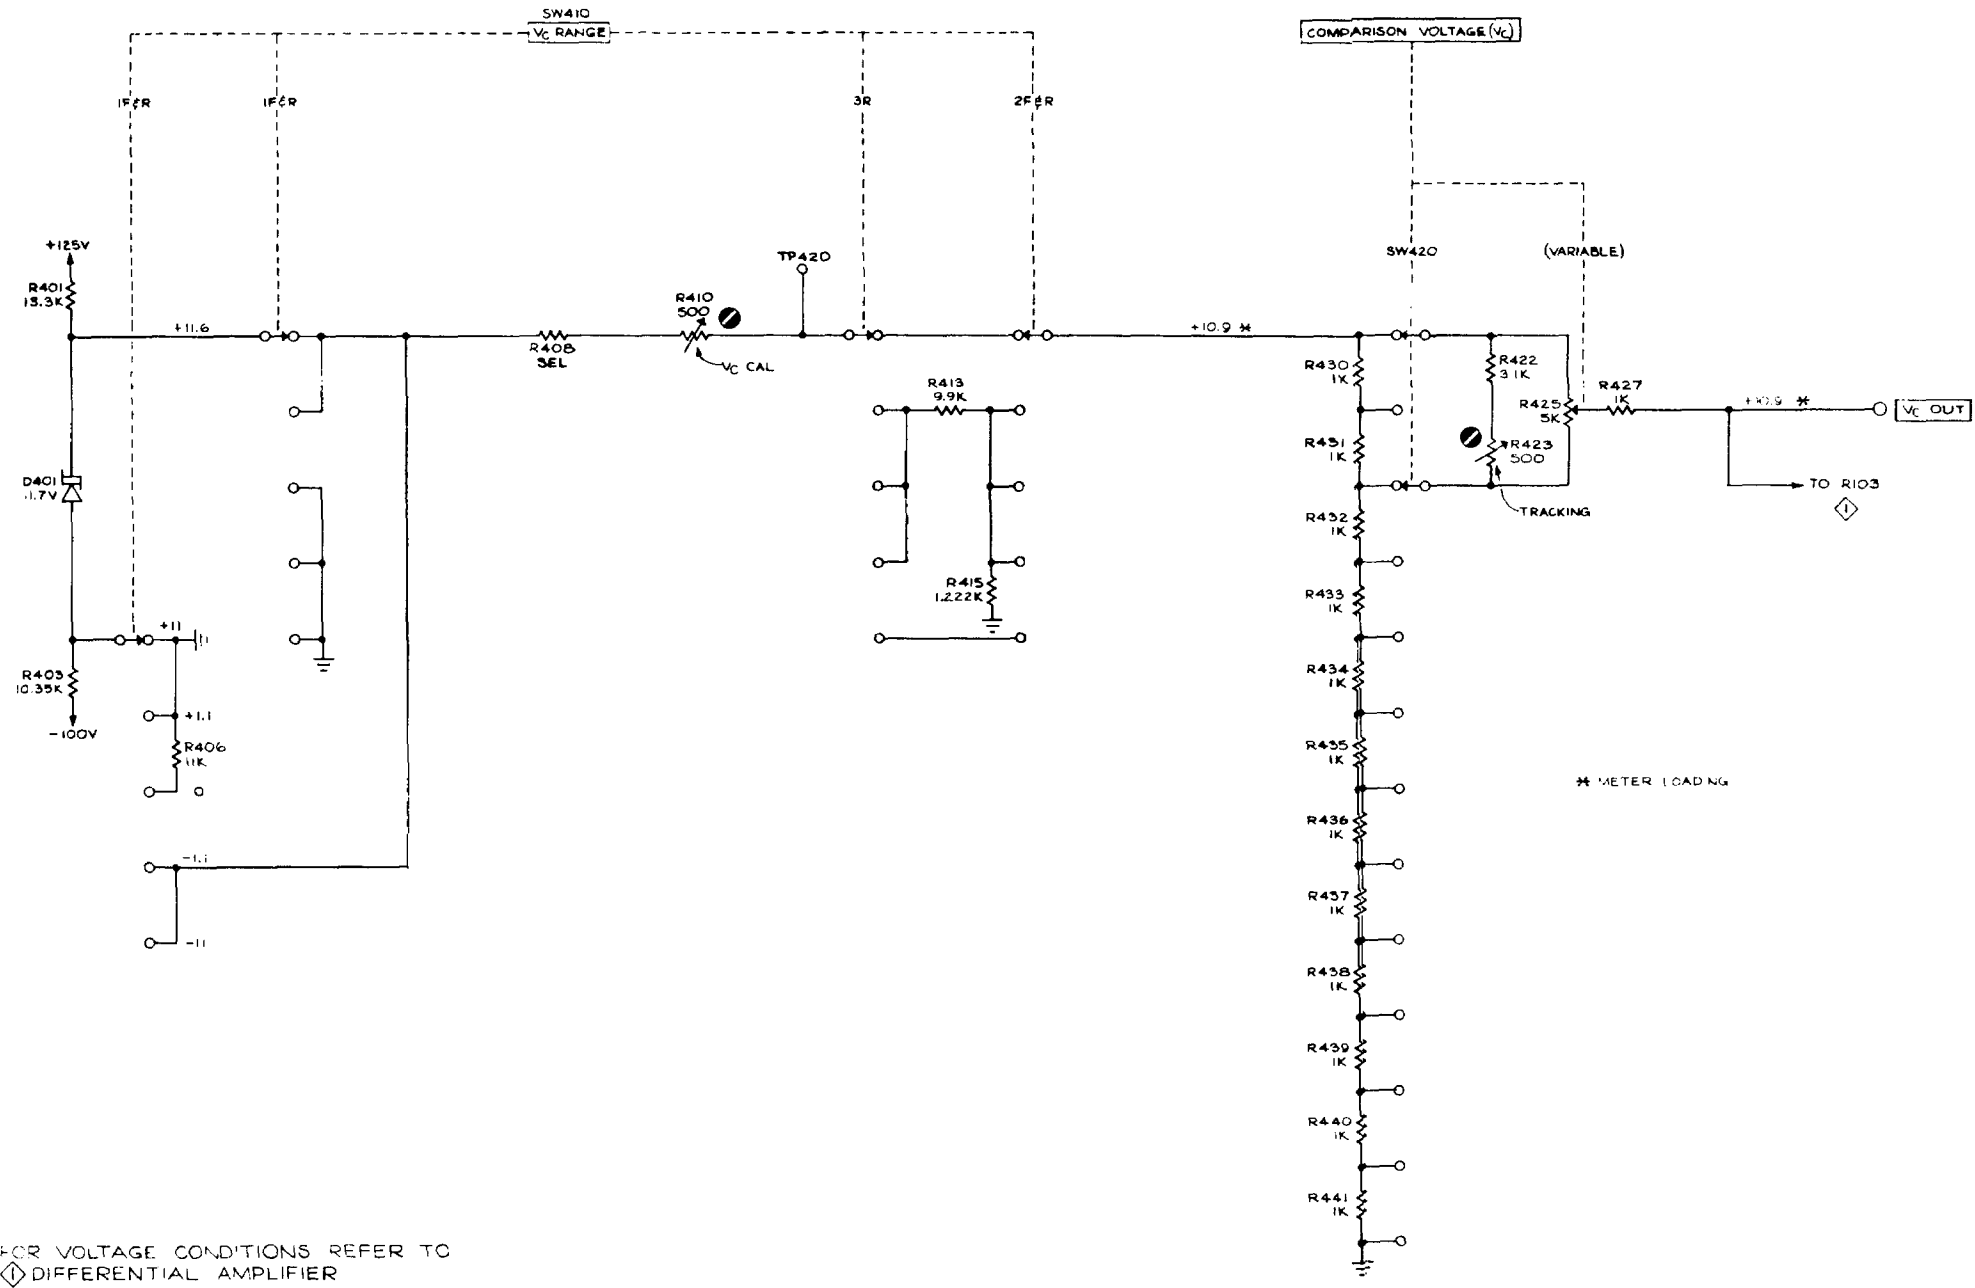 SW410
VC RANGE
COMPARISON VOLTAGE (VC)
1F&R
1F&R
3R
2F&R
+125V
R401
13.3K
+11.6
R408
SEL
R410
500
VC CAL
TP420
+10.9 *
SW420
(VARIABLE)
R430
1K
R422
3.1K
R425
5K
R427
1K
+10.9 *
VC OUT
R431
1K
R423
500
TO R103
1
TRACKING
R413
9.9K
R415
1.222K
D401
11.7V
R403
10.35K
-100V
+11
+1.1
R406
11K
0
-1.1
-11
R432
1K
R433
1K
R434
1K
R435
1K
R436
1K
R437
1K
R438
1K
R439
1K
R440
1K
R441
1K
* METER LOADING
FOR VOLTAGE CONDITIONS REFER TO
1 DIFFERENTIAL AMPLIFIER